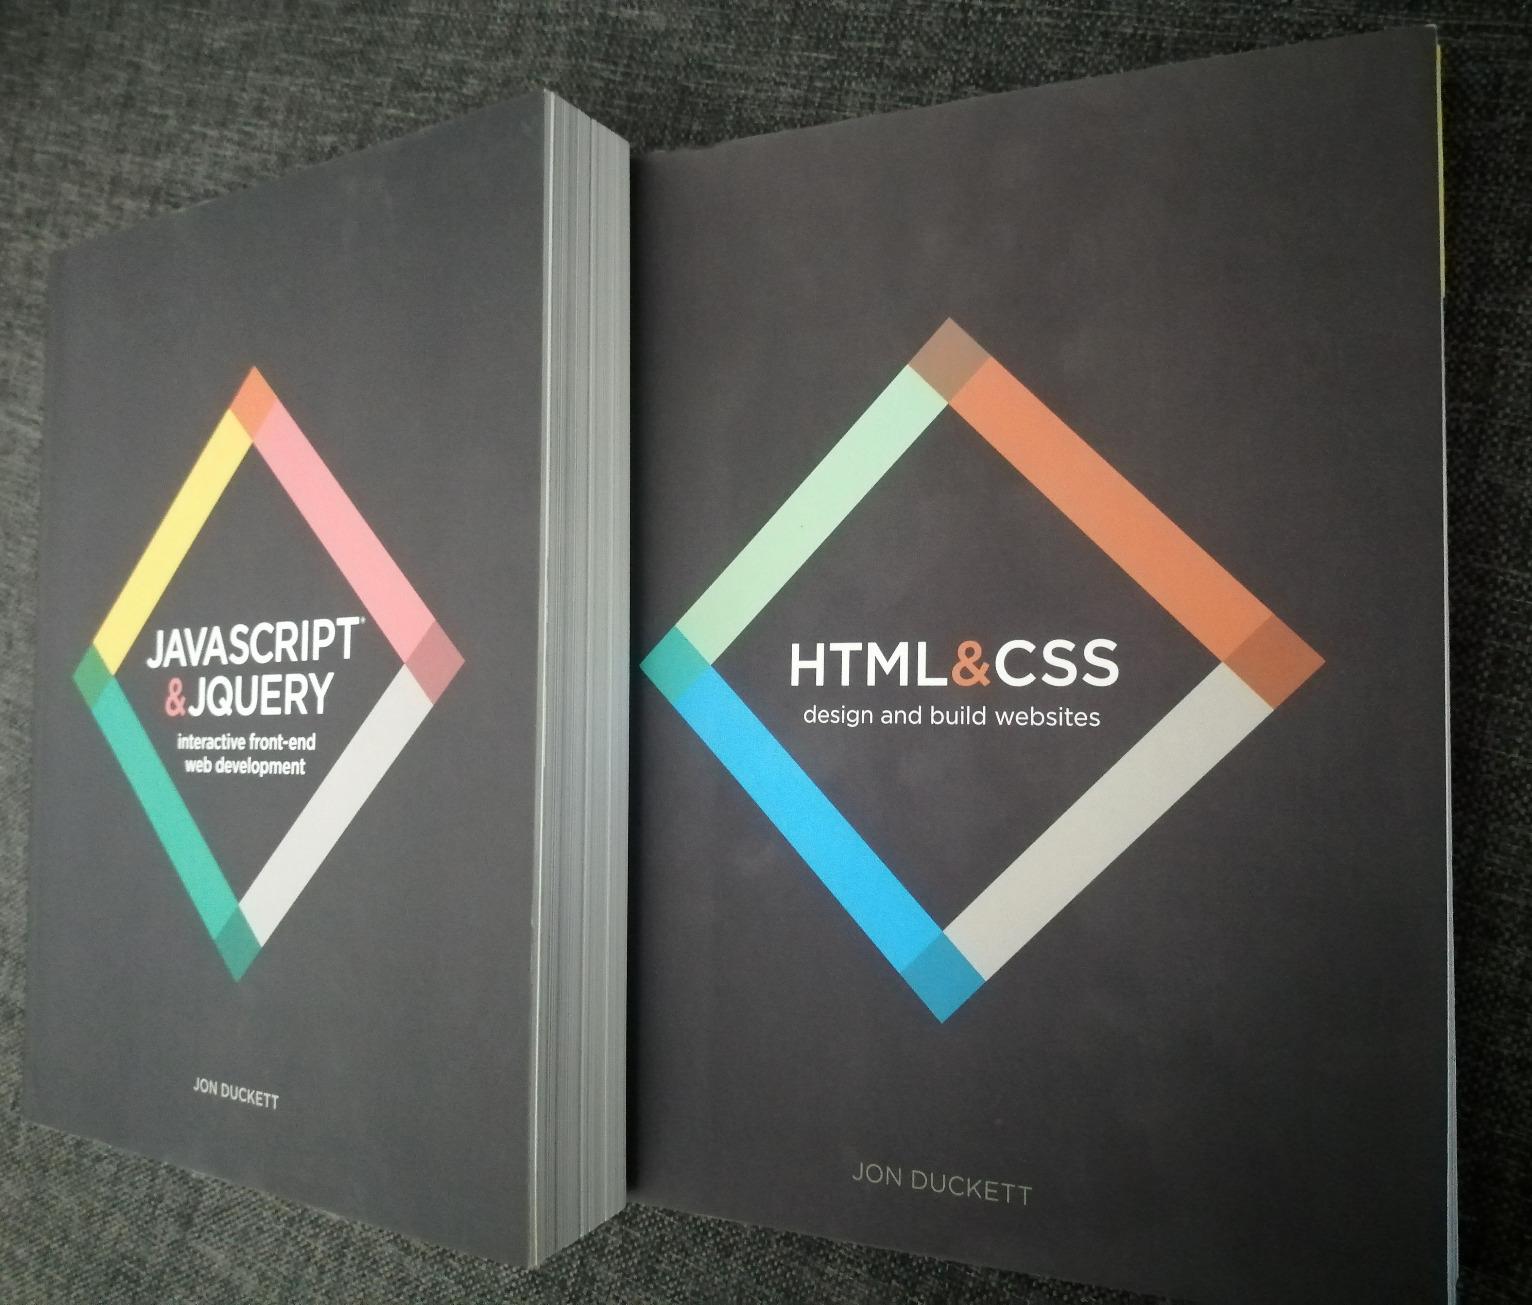 JAVASCRIPT
&JQUERY
interactive front-end
web development
JON DUCKETT
HTML&CSS
design and build websites
JON DUCKETT